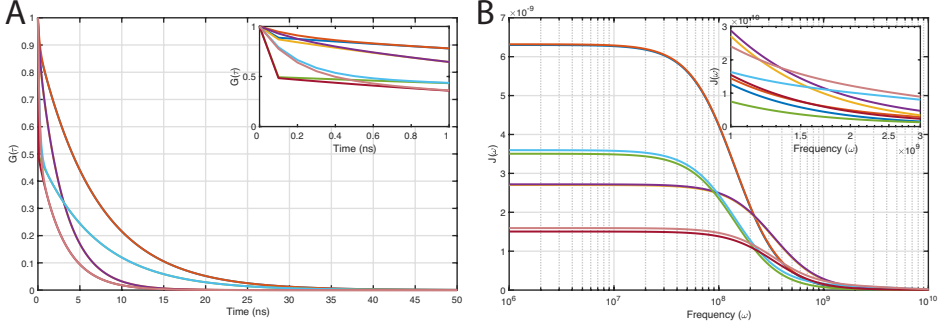 A
G(τ)
1
0.9
0.8
0.7
0.6
0.5
0.4
0.3
0.2
0.1
0
0 5 10 15 20 25 30 35 40 45 50
Time (ns)
G(τ)
1
0.5
0
0 0.2 0.4 0.6 0.8 1
Time (ns)
B
×10⁻⁹
J(ω)
7
6
5
4
3
2
1
0
10⁶ 10⁷ 10⁸ 10⁹ 10¹⁰
Frequency (ω)
×10⁻¹⁰
J(ω)
3
2
1
0
1 1.5 2 2.5 3
×10⁹
Frequency (ω)